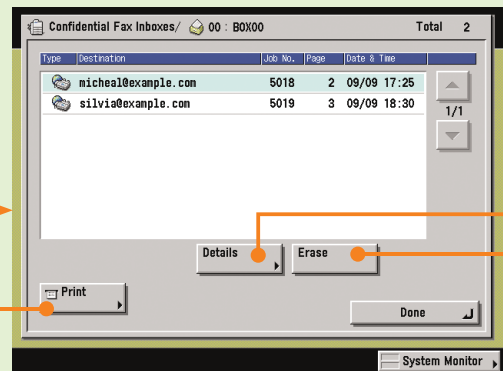 Confidential Fax Inboxes/ 00 : BOX00 Total 2
Type Destination Job No. Page Date & Time
micheal@example.com 5018 2 09/09 17:25
silvia@example.com 5019 3 09/09 18:30
1/1
Details Erase
Print
Done
System Monitor